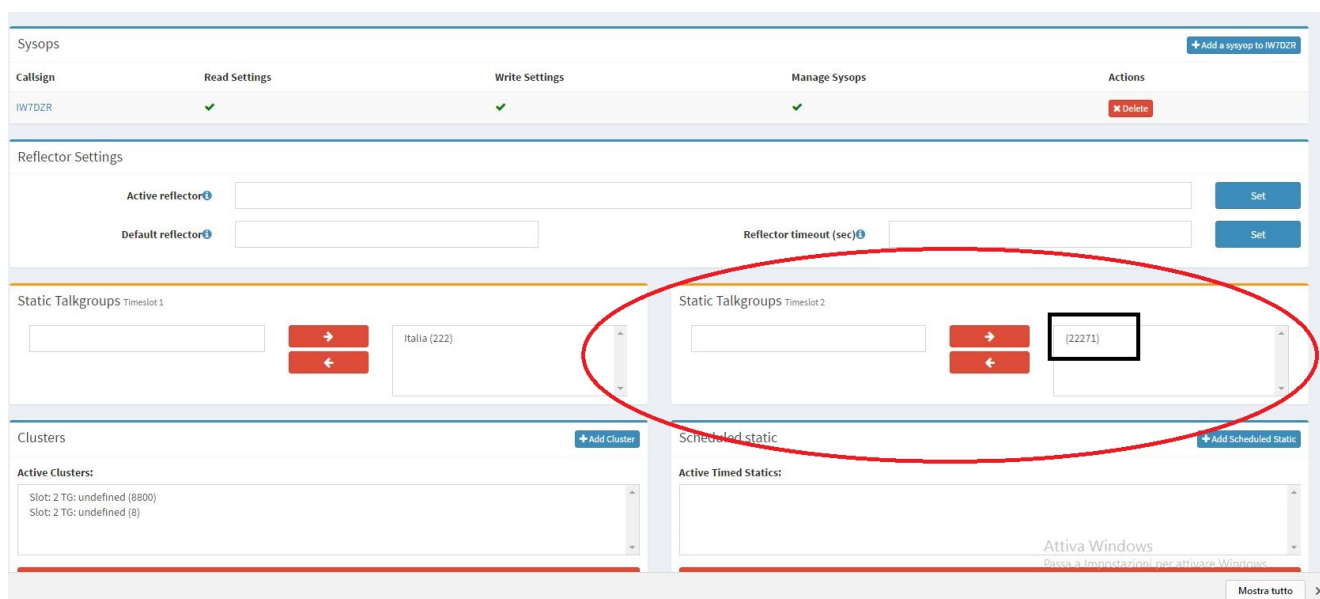 Sysops
+ Add a sysyop to IW7DZR
Callsign Read Settings Write Settings Manage Sysops Actions
IW7DZR Delete
Reflector Settings
Active reflector Set
Default reflector Reflector timeout (sec) Set
Static Talkgroups Timeslot 1
Italia (222)
Static Talkgroups Timeslot 2
(22271)
Clusters
+ Add Cluster
Active Clusters:
Slot: 2 TG: undefined (8800)
Slot: 2 TG: undefined (8)
Scheduled static
+ Add Scheduled Static
Active Timed Statics:
Attiva Windows
Passa a Impostazioni per attivare Windows.
Mostra tutto